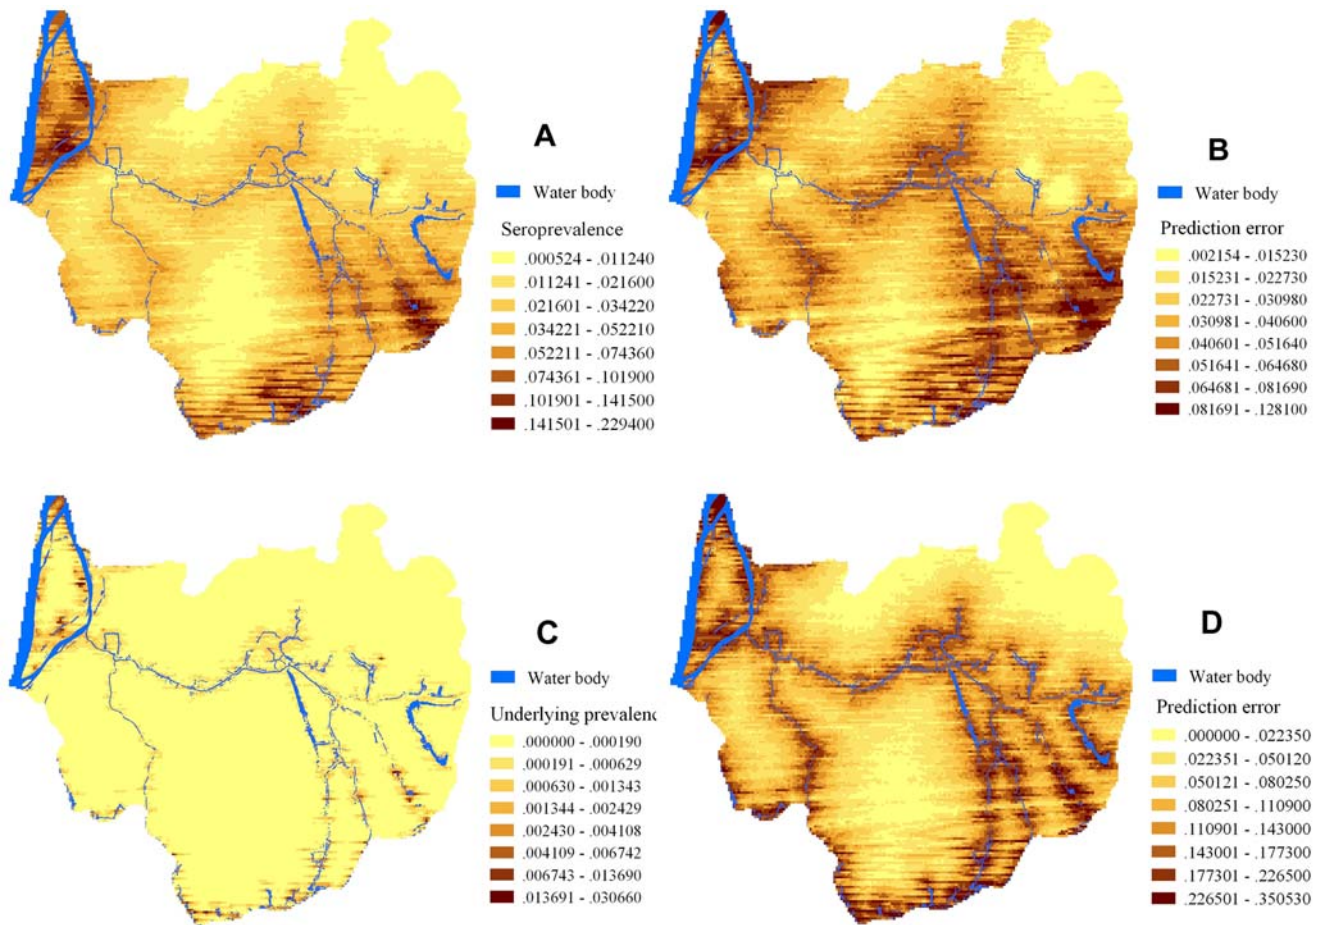 A
Water body
Seroprevalence
.000524 - .011240
.011241 - .021600
.021601 - .034220
.034221 - .052210
.052211 - .074360
.074361 - .101900
.101901 - .141500
.141501 - .229400
B
Water body
Prediction error
.002154 - .015230
.015231 - .022730
.022731 - .030980
.030981 - .040600
.040601 - .051640
.051641 - .064680
.064681 - .081690
.081691 - .128100
C
Water body
Underlying prevalenc
.000000 - .000190
.000191 - .000629
.000630 - .001343
.001344 - .002429
.002430 - .004108
.004109 - .006742
.006743 - .013690
.013691 - .030660
D
Water body
Prediction error
.000000 - .022350
.022351 - .050120
.050121 - .080250
.080251 - .110900
.110901 - .143000
.143001 - .177300
.177301 - .226500
.226501 - .350530